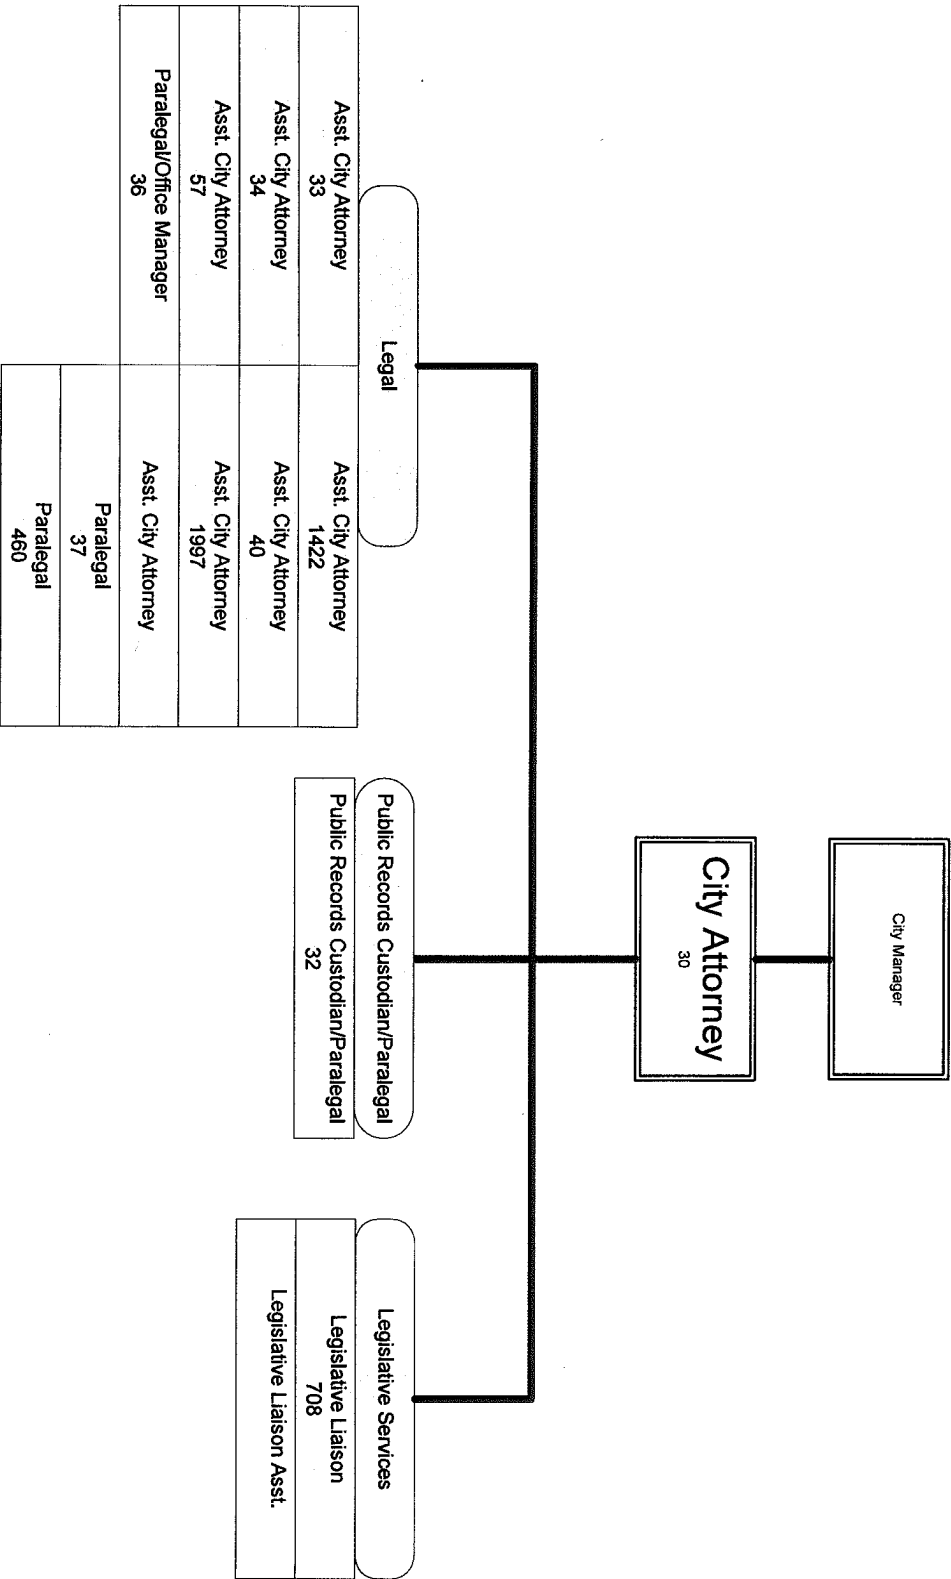 City Manager
City Attorney
30
Legal
Asst. City Attorney
33
Asst. City Attorney
1422
Asst. City Attorney
34
Asst. City Attorney
40
Asst. City Attorney
57
Asst. City Attorney
1997
Paralegal/Office Manager
36
Asst. City Attorney
Paralegal
37
Paralegal
460
Public Records Custodian/Paralegal
Public Records Custodian/Paralegal
32
Legislative Services
Legislative Liaison
708
Legislative Liaison Asst.